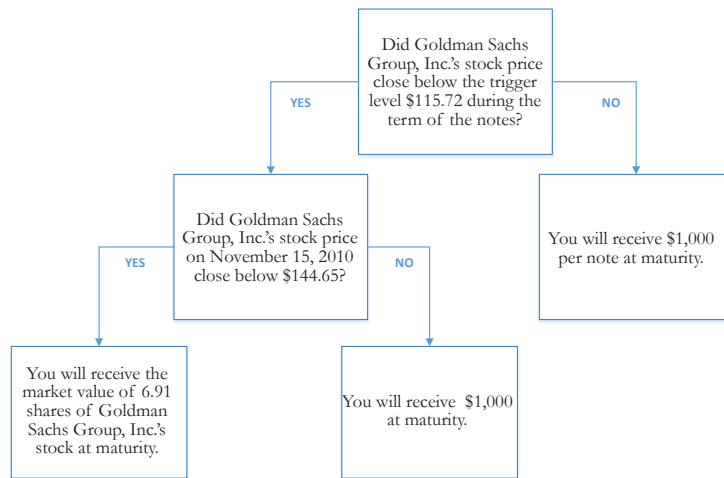 Did Goldman Sachs
Group, Inc.'s stock price
close below the trigger
level $115.72 during the
term of the notes?
YES
NO
Did Goldman Sachs
Group, Inc.'s stock price
on November 15, 2010
close below $144.65?
You will receive $1,000
per note at maturity.
YES
NO
You will receive the
market value of 6.91
shares of Goldman
Sachs Group, Inc.'s
stock at maturity.
You will receive $1,000
at maturity.